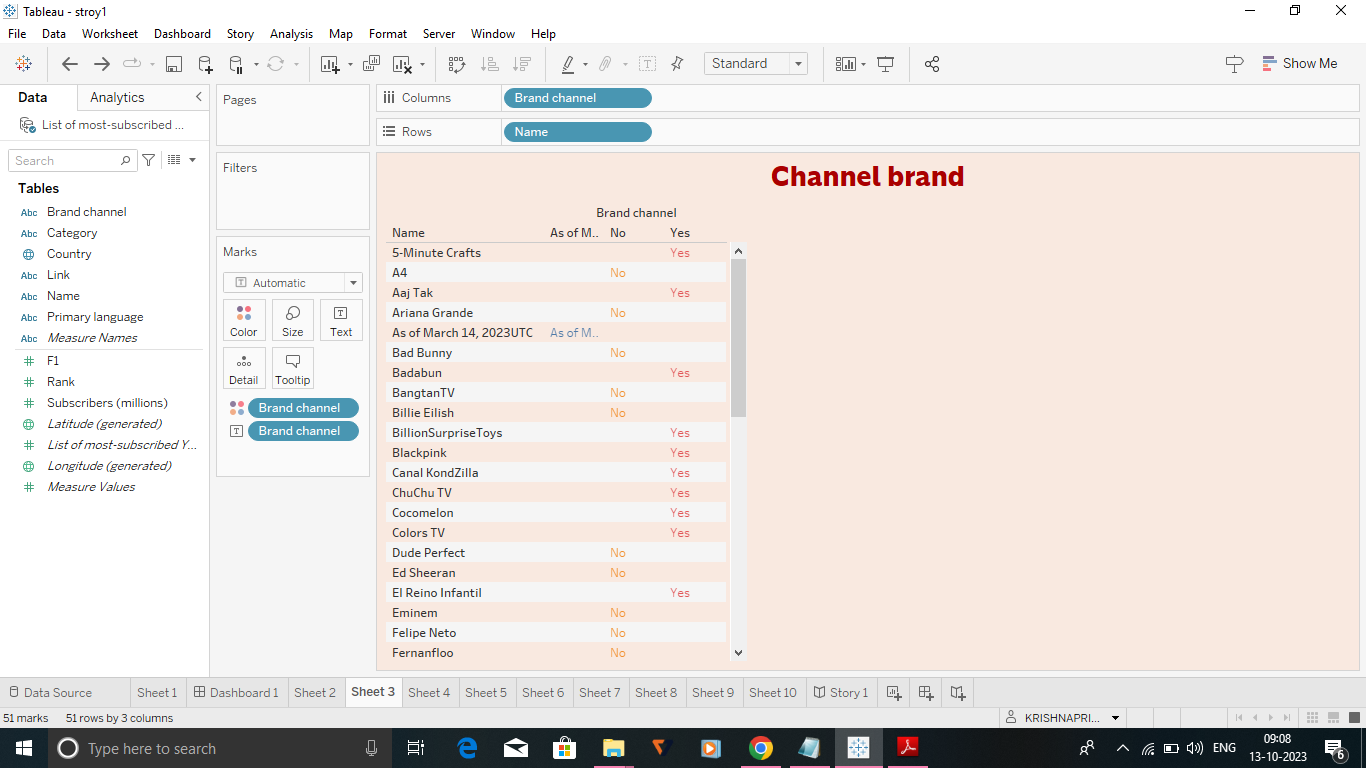 Tableau - stroy1
File Data Worksheet Dashboard Story Analysis Map Format Server Window Help
Standard
Show Me
Data Analytics
List of most-subscribed ...
Search
Tables
Abc Brand channel
Abc Category
Country
Abc Link
Abc Name
Abc Primary language
Abc Measure Names
F1
Rank
Subscribers (millions)
Latitude (generated)
List of most-subscribed Y...
Longitude (generated)
Measure Values
Pages
Filters
Marks
Automatic
Color Size Text
Detail Tooltip
Brand channel
Brand channel
Columns Brand channel
Rows Name
Channel brand
Brand channel
Name As of M.. No Yes
5-Minute Crafts Yes
A4 No
Aaj Tak Yes
Ariana Grande No
As of March 14, 2023UTC As of M..
Bad Bunny No
Badabun Yes
BangtanTV No
Billie Eilish No
BillionSurpriseToys Yes
Blackpink Yes
Canal KondZilla Yes
ChuChu TV Yes
Cocomelon Yes
Colors TV Yes
Dude Perfect No
Ed Sheeran No
El Reino Infantil Yes
Eminem No
Felipe Neto No
Fernanfloo No
Data Source Sheet 1 Dashboard 1 Sheet 2 Sheet 3 Sheet 4 Sheet 5 Sheet 6 Sheet 7 Sheet 8 Sheet 9 Sheet 10 Story 1
51 marks 51 rows by 3 columns KRISHNAPRI...
Type here to search
ENG
09:08
13-10-2023
6